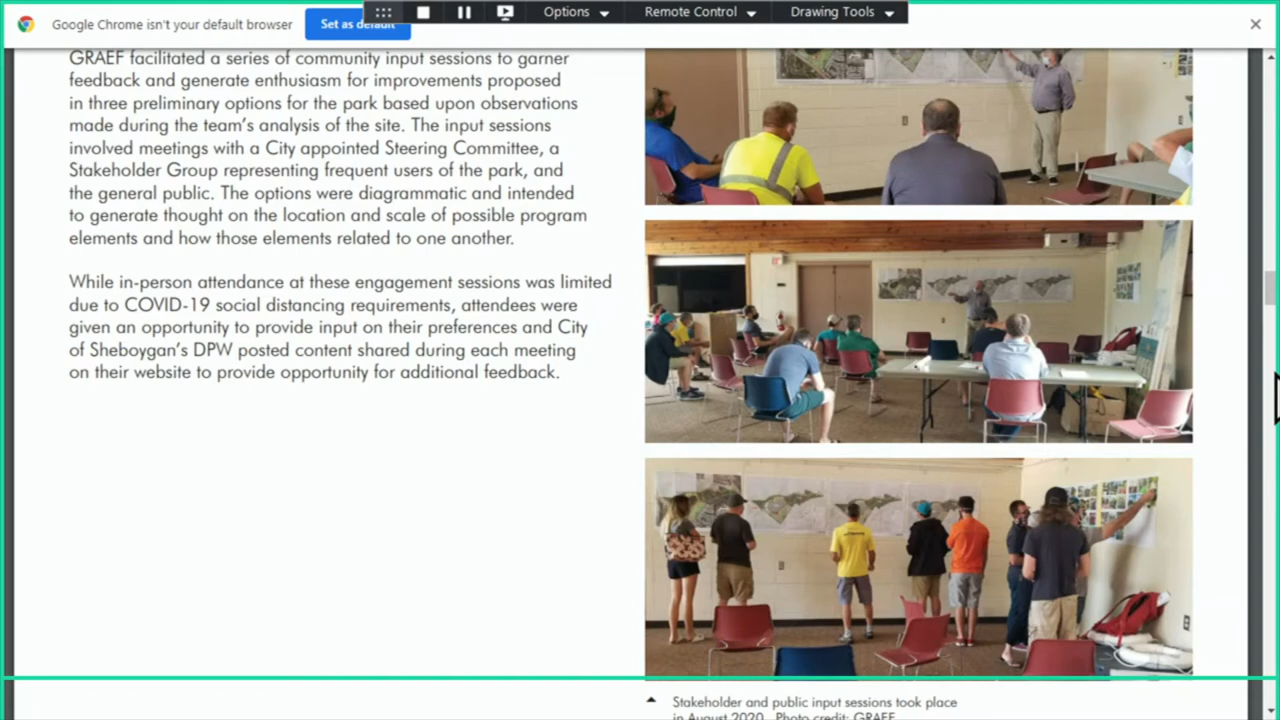 Google Chrome isn't your default browser
Set as default
Options
Remote Control
Drawing Tools
GRAEF facilitated a series of community input sessions to garner
feedback and generate enthusiasm for improvements proposed
in three preliminary options for the park based upon observations
made during the team's analysis of the site. The input sessions
involved meetings with a City appointed Steering Committee, a
Stakeholder Group representing frequent users of the park, and
the general public. The options were diagrammatic and intended
to generate thought on the location and scale of possible program
elements and how those elements related to one another.
While in-person attendance at these engagement sessions was limited
due to COVID-19 social distancing requirements, attendees were
given an opportunity to provide input on their preferences and City
of Sheboygan's DPW posted content shared during each meeting
on their website to provide opportunity for additional feedback.
Stakeholder and public input sessions took place
in August 2020. Photo credit: GRAEF